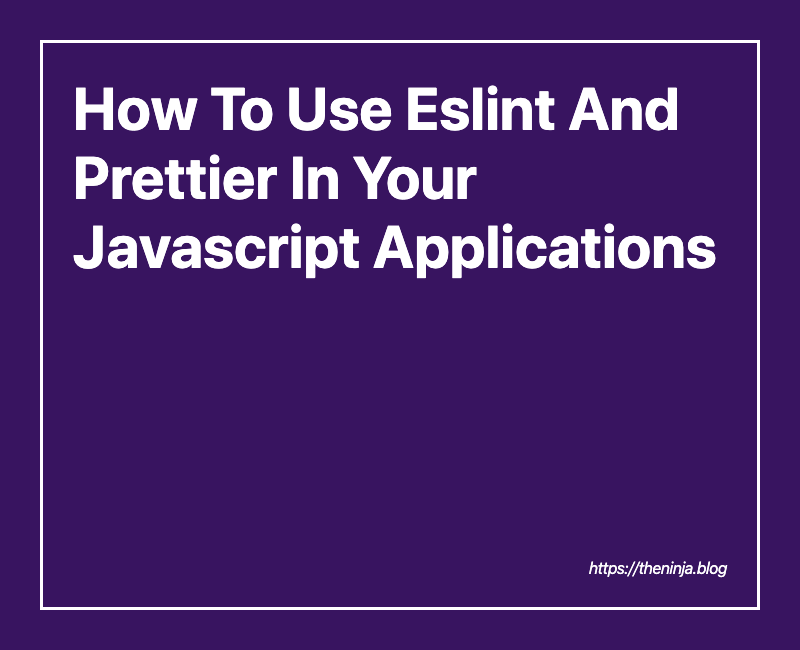 How To Use Eslint And
Prettier In Your
Javascript Applications
https://theninja.blog